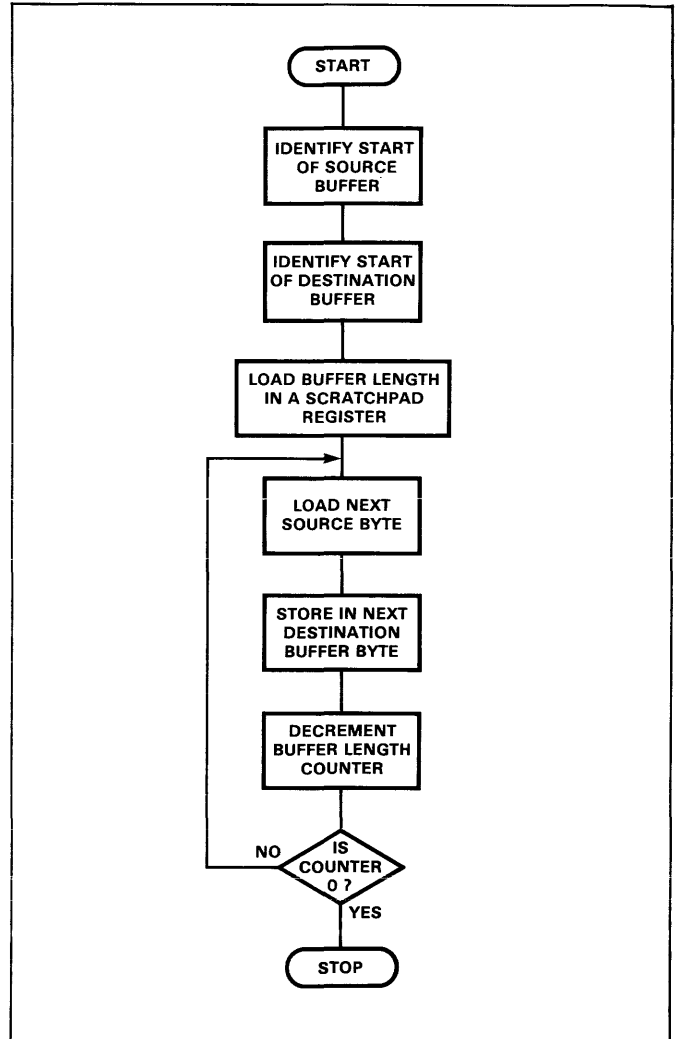 START
IDENTIFY START
OF SOURCE
BUFFER
IDENTIFY START
OF DESTINATION
BUFFER
LOAD BUFFER LENGTH
IN A SCRATCHPAD
REGISTER
LOAD NEXT
SOURCE BYTE
STORE IN NEXT
DESTINATION
BUFFER BYTE
DECREMENT
BUFFER LENGTH
COUNTER
NO
IS
COUNTER
0 ?
YES
STOP